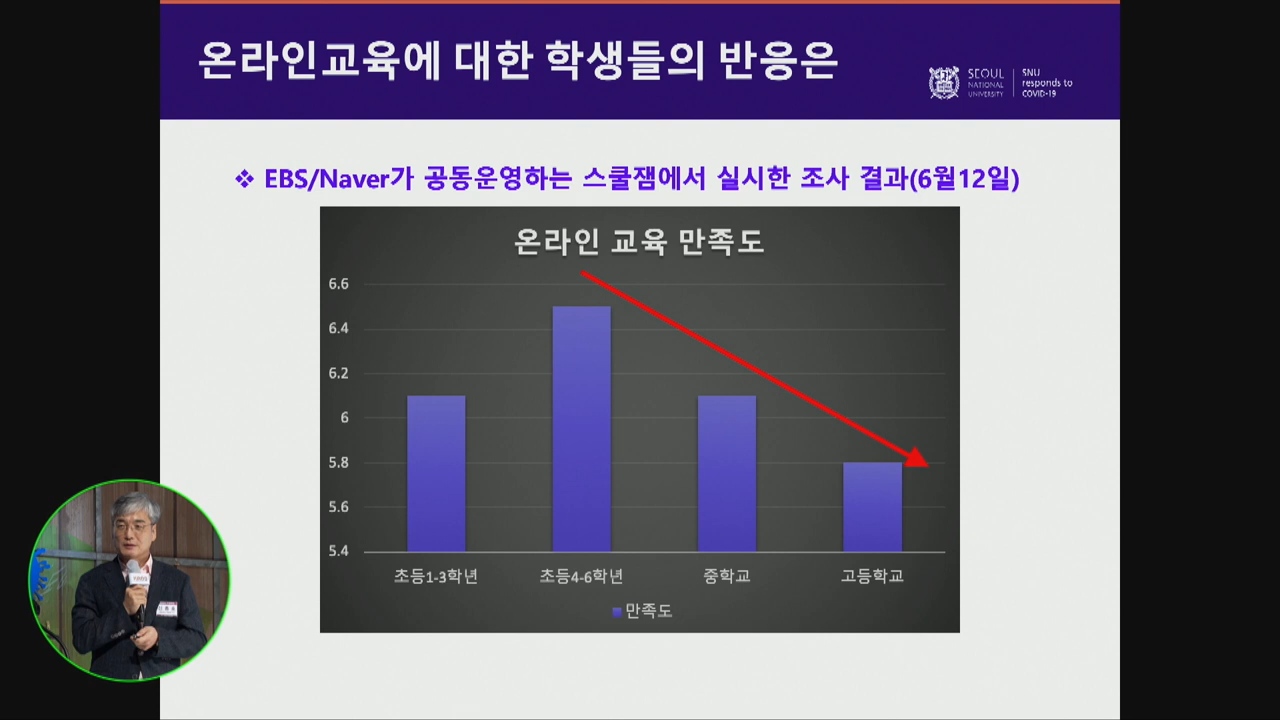 온라인교육에 대한 학생들의 반응은
SEOUL
NATIONAL
UNIVERSITY
SNU
responds to
COVID-19
❖ EBS/Naver가 공동운영하는 스쿨잼에서 실시한 조사 결과(6월12일)
온라인 교육 만족도
6.6
6.4
6.2
6
5.8
5.6
5.4
초등1-3학년 초등4-6학년 중학교 고등학교
만족도